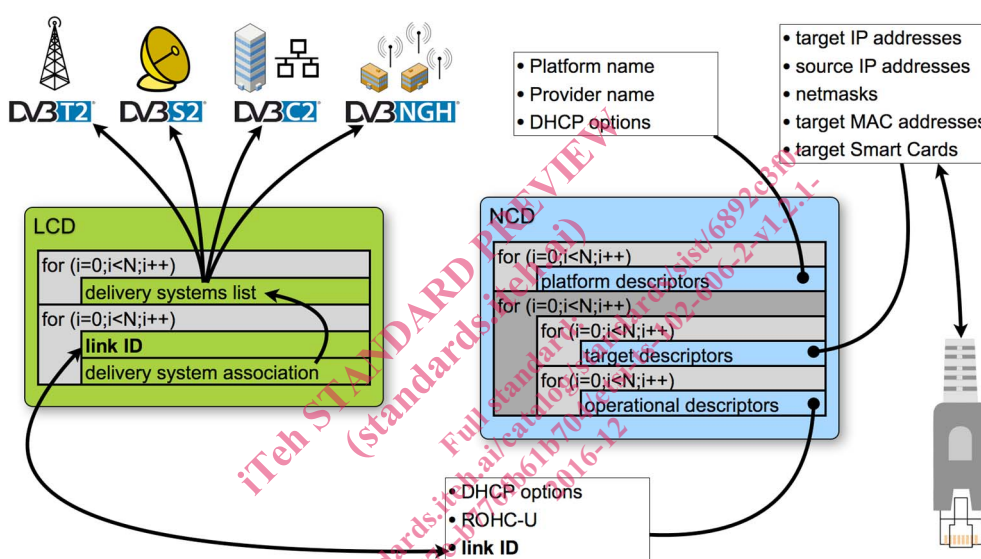 DVB T2
DVB S2
DVB C2
DVB NGH
• Platform name
• Provider name
• DHCP options
• target IP addresses
• source IP addresses
• netmasks
• target MAC addresses
• target Smart Cards
LCD
for (i=0;i<N;i++)
delivery systems list
for (i=0;i<N;i++)
link ID
delivery system association
NCD
for (i=0;i<N;i++)
platform descriptors
for (i=0;i<N;i++)
for (i=0;i<N;i++)
target descriptors
for (i=0;i<N;i++)
operational descriptors
• DHCP options
• ROHC-U
• link ID
iTeh STANDARD PREVIEW
(standards.iteh.ai)
Full standard:
2016-12